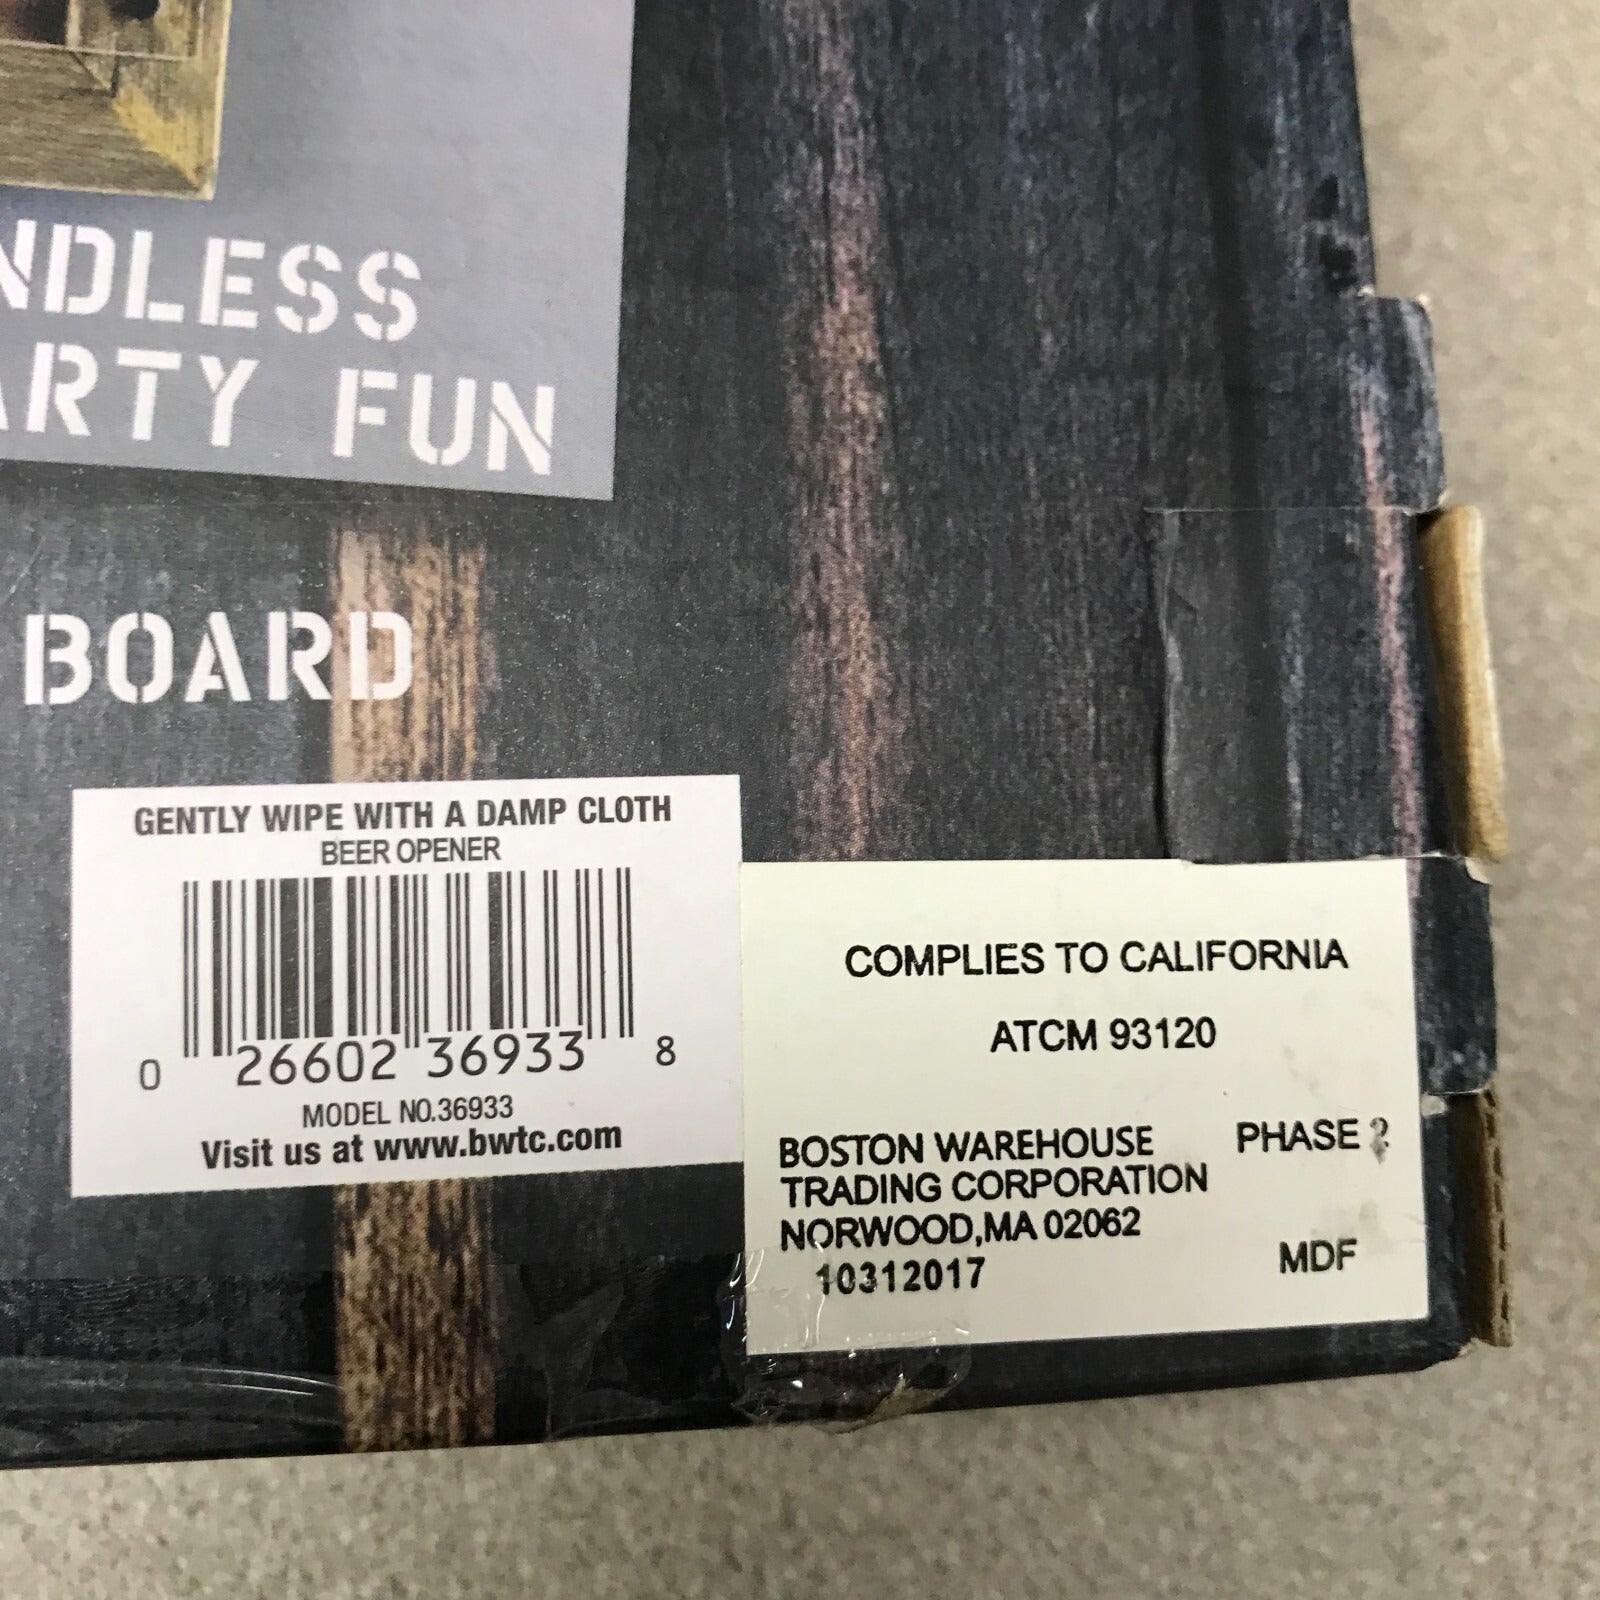 NDLESS
ARTY FUN
BOARD
GENTLY WIPE WITH A DAMP CLOTH
BEER OPENER
0 26602 36933 8
MODEL NO.36933
Visit us at www.bwtc.com
COMPLIES TO CALIFORNIA
ATCM 93120
BOSTON WAREHOUSE
TRADING CORPORATION
NORWOOD,MA 02062
10312017
PHASE 2
MDF